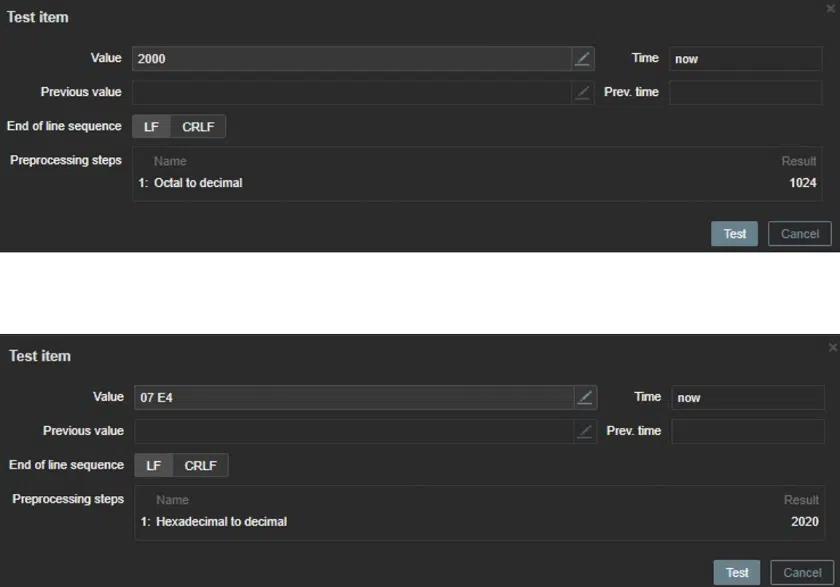 Test item
Value 2000 Time now
Previous value Prev. time
End of line sequence LF CRLF
Preprocessing steps Name Result
1: Octal to decimal 1024
Test Cancel
Test item
Value 07 E4 Time now
Previous value Prev. time
End of line sequence LF CRLF
Preprocessing steps Name Result
1: Hexadecimal to decimal 2020
Test Cancel